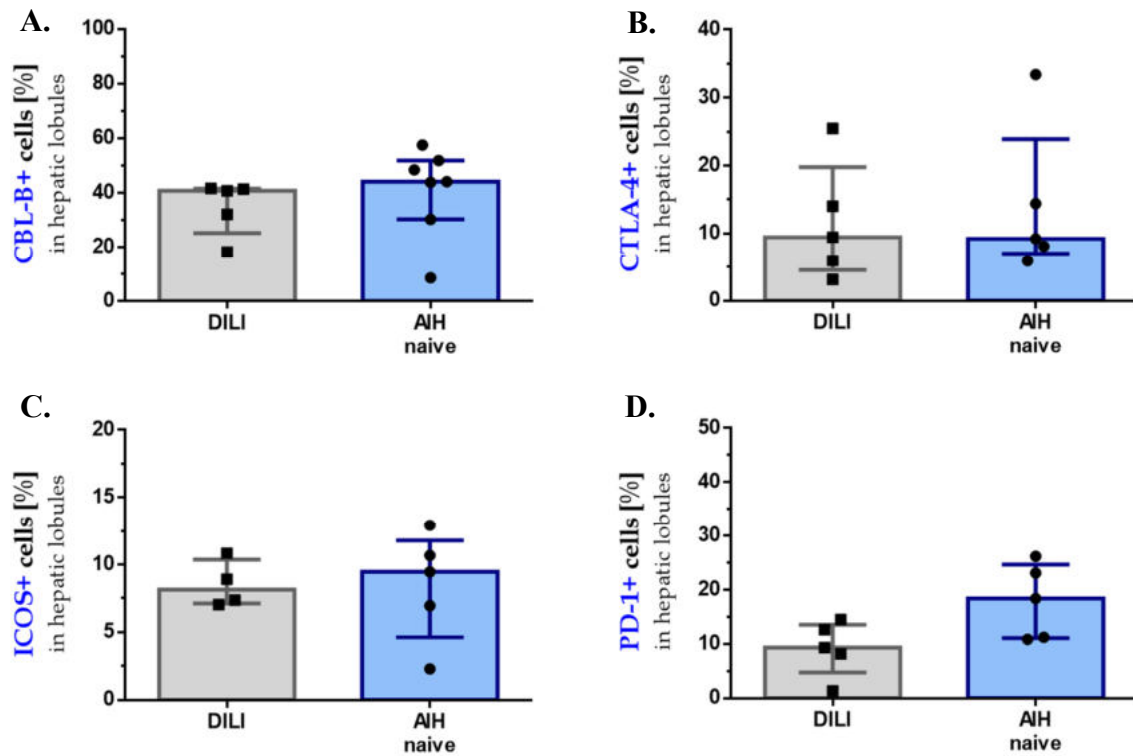 A.
CBL-B+ cells [%]
in hepatic lobules
100
80
60
40
20
0
DILI
AIH
naive
B.
CTLA-4+ cells [%]
in hepatic lobules
40
30
20
10
0
DILI
AIH
naive
C.
ICOS+ cells [%]
in hepatic lobules
20
15
10
5
0
DILI
AIH
naive
D.
PD-1+ cells [%]
in hepatic lobules
50
40
30
20
10
0
DILI
AIH
naive